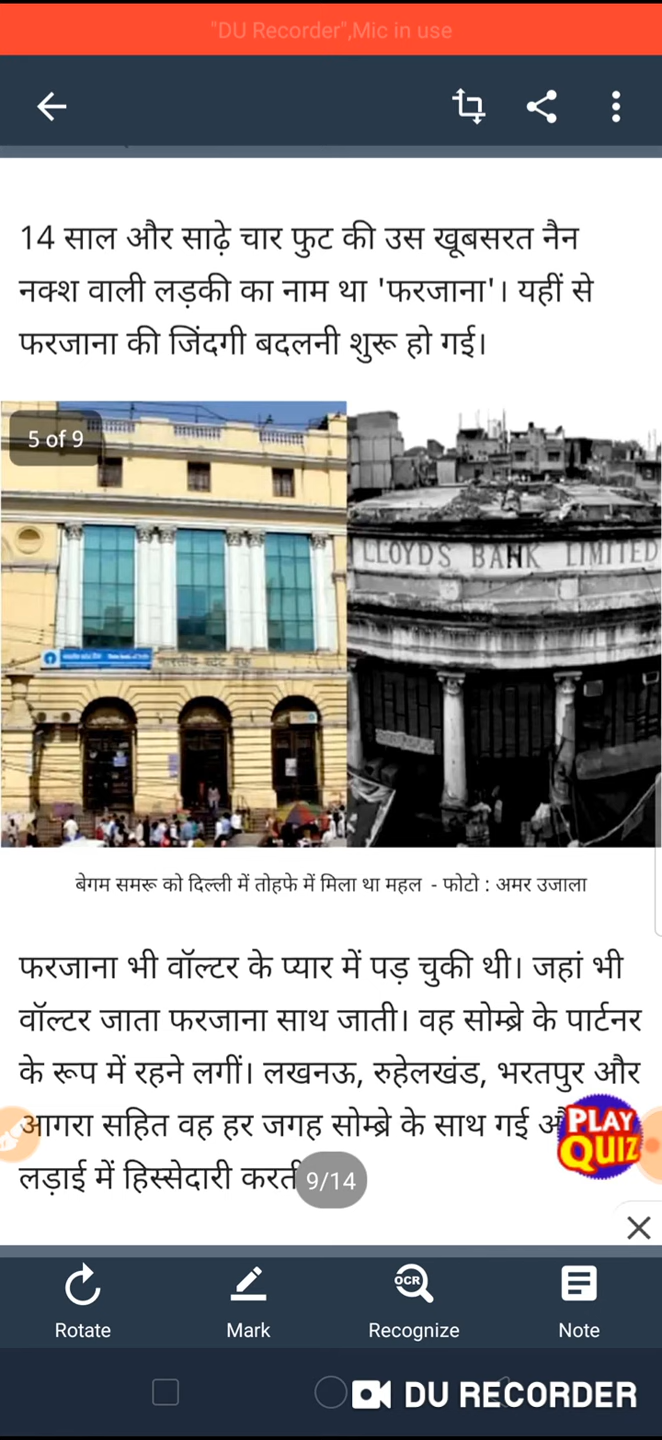 "DU Recorder",Mic in use
14 साल और साढ़े चार फुट की उस खूबसरत नैन
नक्श वाली लड़की का नाम था 'फरजाना'। यहीं से
फरजाना की जिंदगी बदलनी शुरू हो गई।
5 of 9
LLOYDS BANK LIMITED
भारतीय स्टेट बैंक
बेगम समरू को दिल्ली में तोहफे में मिला था महल - फोटो : अमर उजाला
फरजाना भी वॉल्टर के प्यार में पड़ चुकी थी। जहां भी
वॉल्टर जाता फरजाना साथ जाती। वह सोम्ब्रे के पार्टनर
के रूप में रहने लगीं। लखनऊ, रुहेलखंड, भरतपुर और
आगरा सहित वह हर जगह सोम्ब्रे के साथ गई
लड़ाई में हिस्सेदारी करती
PLAY
QUIZ
9/14
Rotate
Mark
OCR
Recognize
Note
DU RECORDER